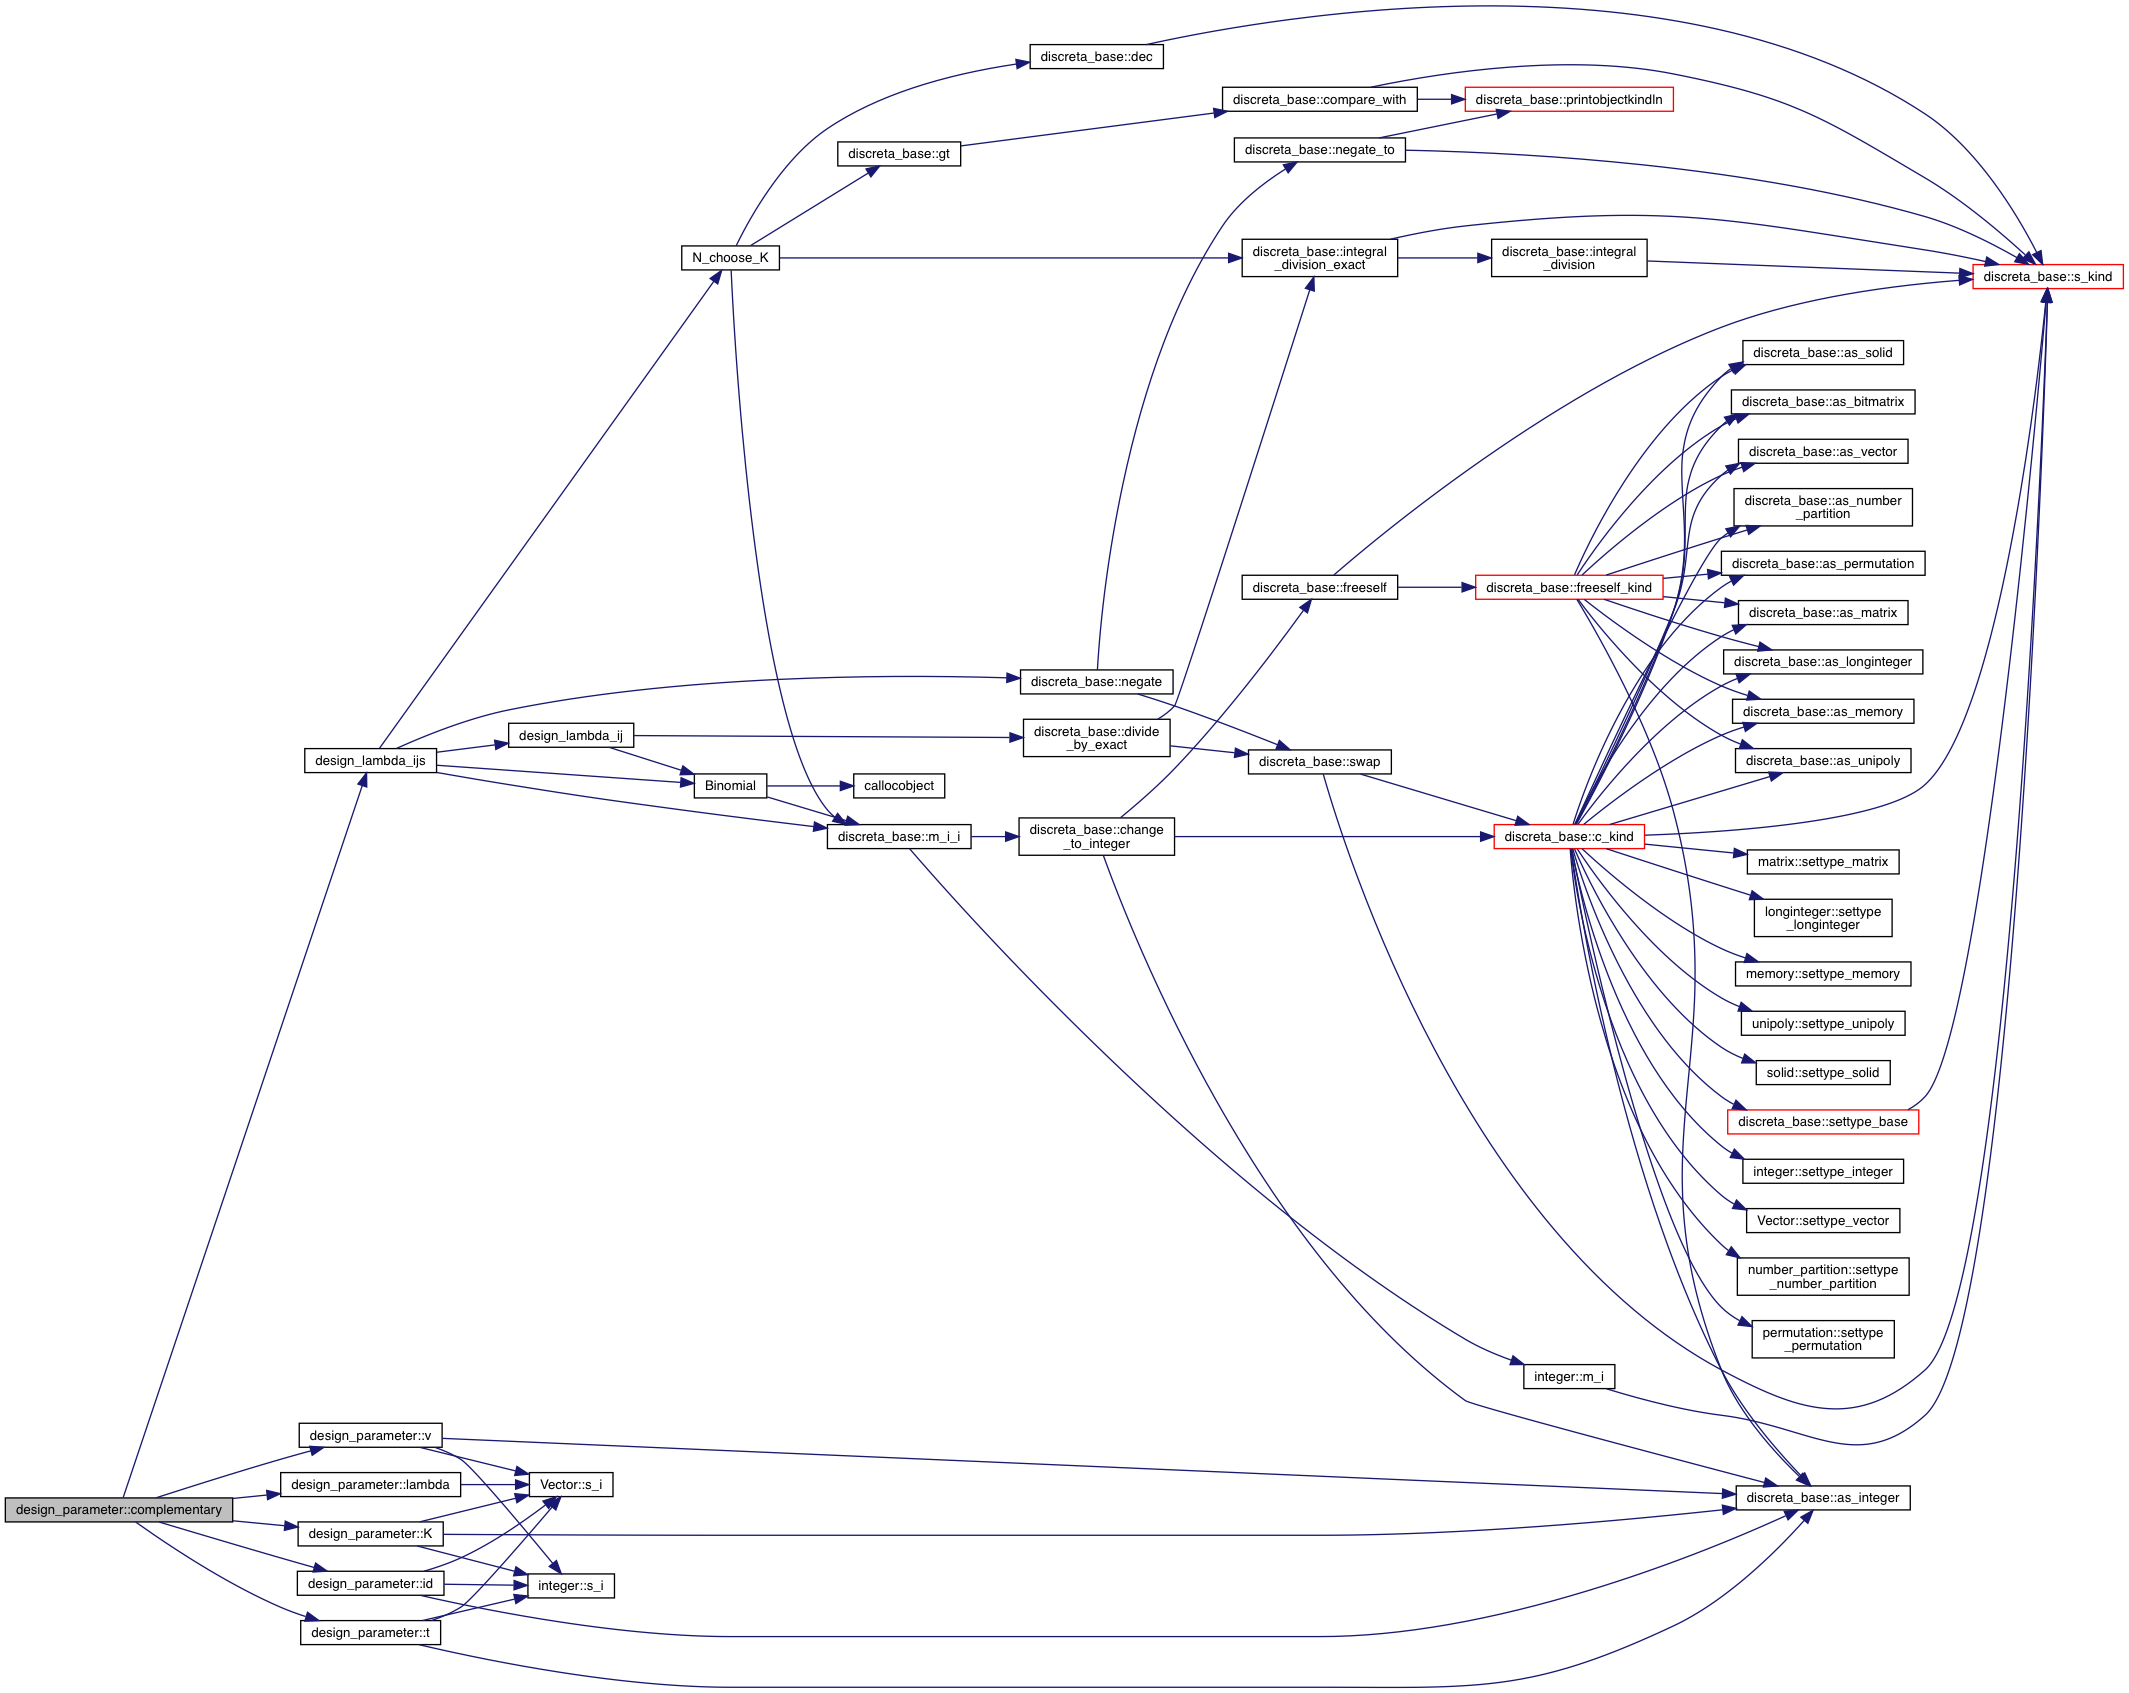 discreta_base::dec
discreta_base::compare_with
discreta_base::printobjectkindln
discreta_base::gt
discreta_base::negate_to
N_choose_K
discreta_base::integral
_division_exact
discreta_base::integral
_division
discreta_base::s_kind
discreta_base::as_solid
discreta_base::as_bitmatrix
discreta_base::as_vector
discreta_base::as_number
_partition
discreta_base::as_permutation
discreta_base::freeself
discreta_base::freeself_kind
discreta_base::as_matrix
discreta_base::as_longinteger
discreta_base::negate
discreta_base::as_memory
design_lambda_ij
discreta_base::divide
_by_exact
design_lambda_ijs
discreta_base::swap
discreta_base::as_unipoly
Binomial
callocobject
discreta_base::m_i_i
discreta_base::change
_to_integer
discreta_base::c_kind
matrix::settype_matrix
longinteger::settype
_longinteger
memory::settype_memory
unipoly::settype_unipoly
solid::settype_solid
discreta_base::settype_base
integer::settype_integer
Vector::settype_vector
number_partition::settype
_number_partition
permutation::settype
_permutation
integer::m_i
design_parameter::v
design_parameter::lambda
Vector::s_i
design_parameter::complementary
discreta_base::as_integer
design_parameter::K
design_parameter::id
integer::s_i
design_parameter::t